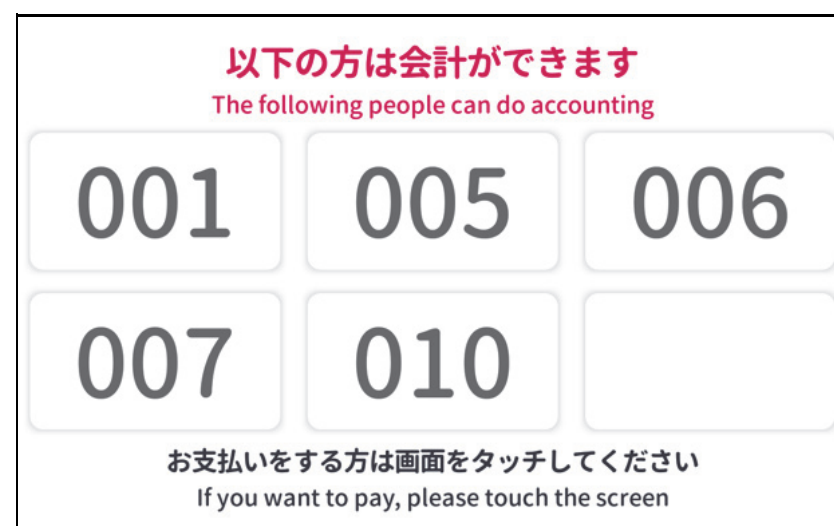 以下の方は会計ができます
The following people can do accounting
001 005 006
007 010
お支払いをする方は画面をタッチしてください
If you want to pay, please touch the screen